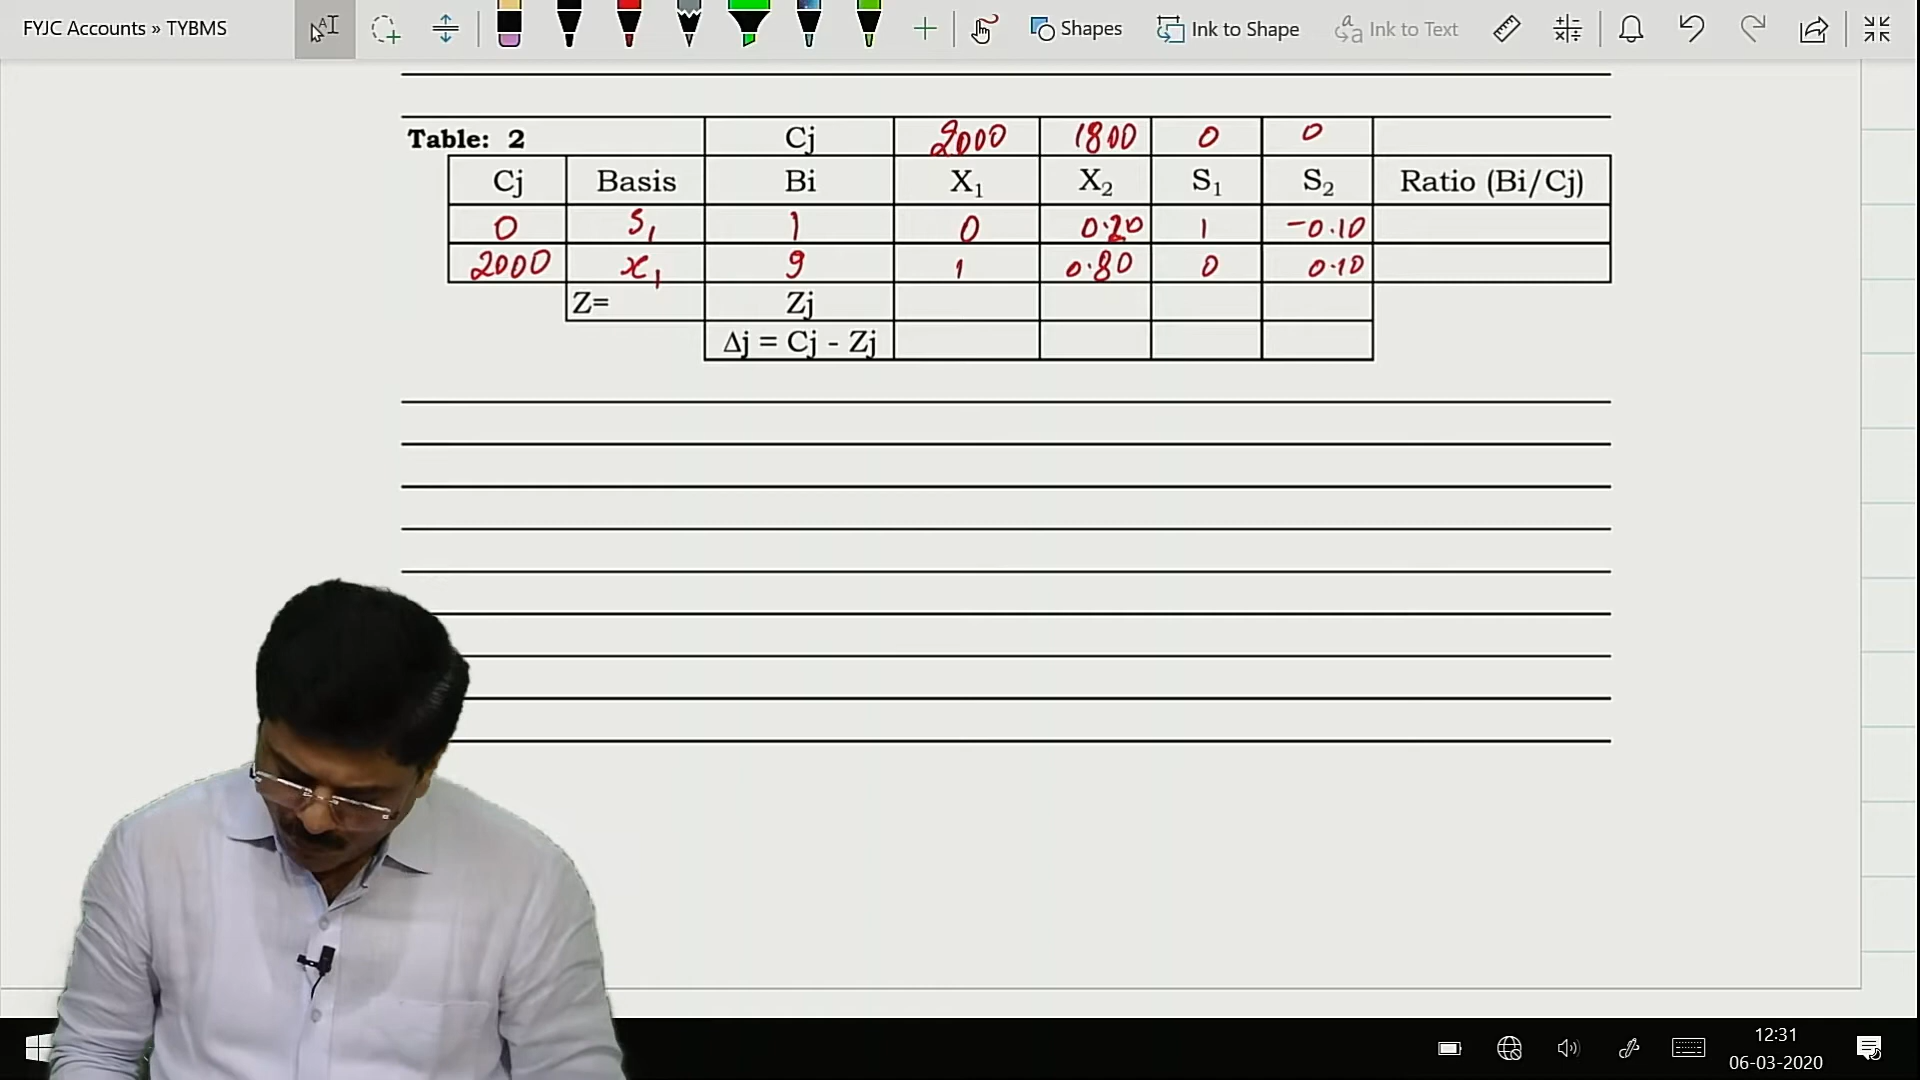 FYJC Accounts » TYBMS Shapes Ink to Shape Ink to Text
Table: 2 Cj 2000 1800 0 0
Cj Basis Bi X₁ X₂ S₁ S₂ Ratio (Bi/Cj)
0 S₁ 1 0 0.20 1 -0.10
2000 x₁ 9 1 0.80 0 0.10
Z= Zj
Δj = Cj - Zj
12:31
06-03-2020